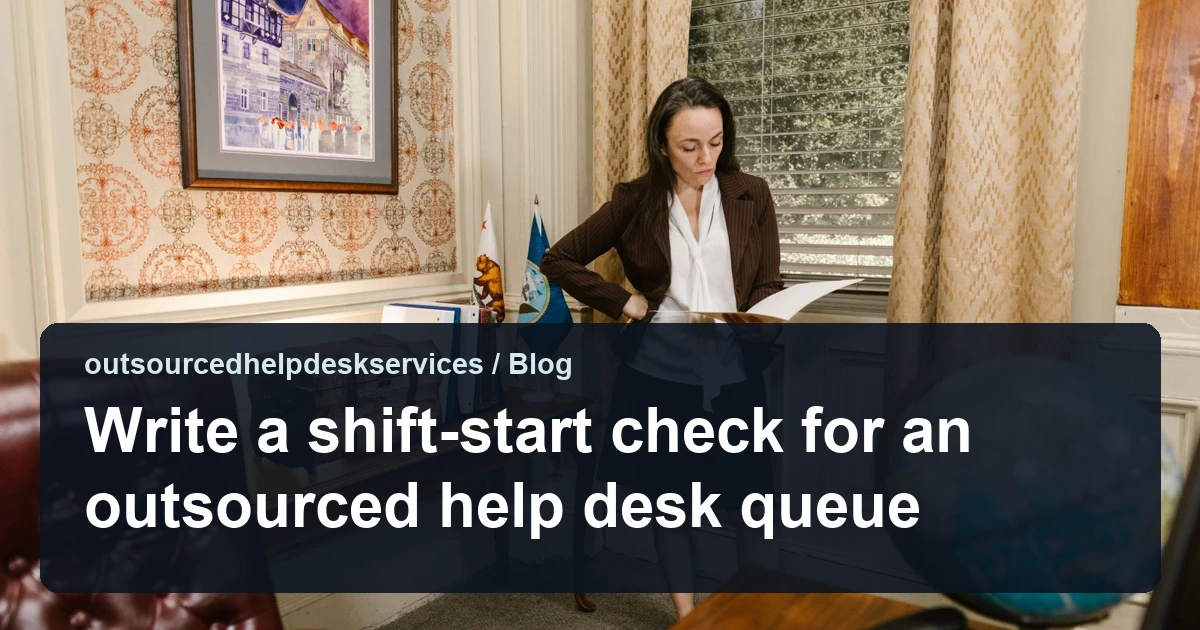 outsourcedhelpdeskservices / Blog
Write a shift-start check for an
outsourced help desk queue